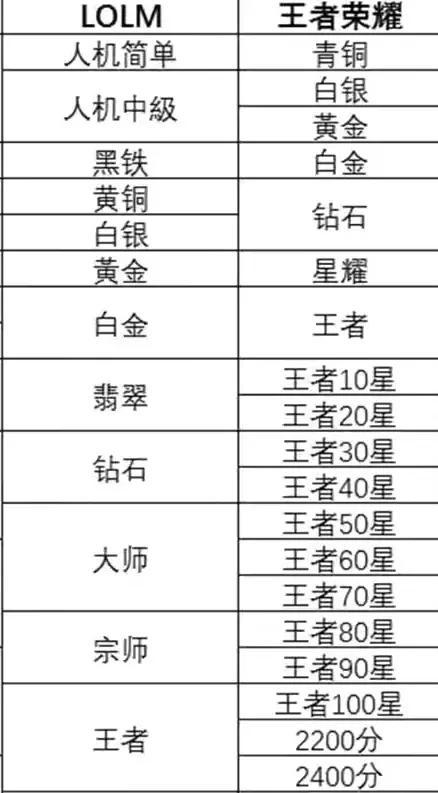 LOLM 王者荣耀
人机简单 青铜
人机中級 白银
黃金
黑铁 白金
黄铜 钻石
白银
黃金 星耀
白金 王者
翡翠 王者10星
王者20星
钻石 王者30星
王者40星
大师 王者50星
王者60星
王者70星
宗师 王者80星
王者90星
王者 王者100星
2200分
2400分